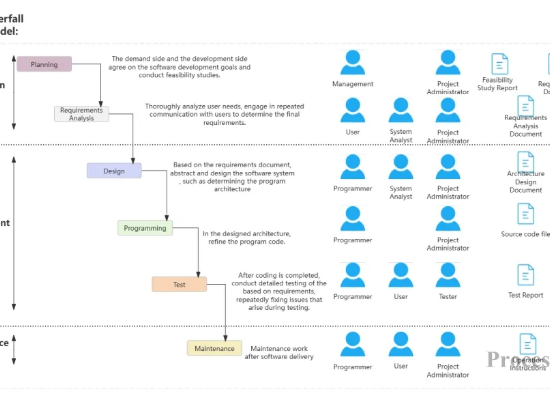 erfall
del:
Planning
The demand side and the development side
agree on the software development goals and
conduct feasibility studies.
Management
Project
Administrator
Feasibility
Study Report
n
Requirements
Analysis
Thoroughly analyze user needs, engage in repeated
communication with users to determine the final
requirements.
User
System
Analyst
Project
Administrator
Requirements
Analysis
Document
Design
Based on the requirements document,
abstract and design the software system
, such as determining the program
architecture
Programmer
System
Analyst
Project
Administrator
Architecture
Design
Document
ent
Programming
In the designed architecture,
refine the program code.
Programmer
Project
Administrator
Source code file
Test
After coding is completed,
conduct detailed testing of the
based on requirements,
repeatedly fixing issues that
arise during testing.
Programmer
User
Tester
Test Report
ce
Maintenance
Maintenance work
after software delivery
Programmer
User
Project
Administrator
Operation
Instructions
Process